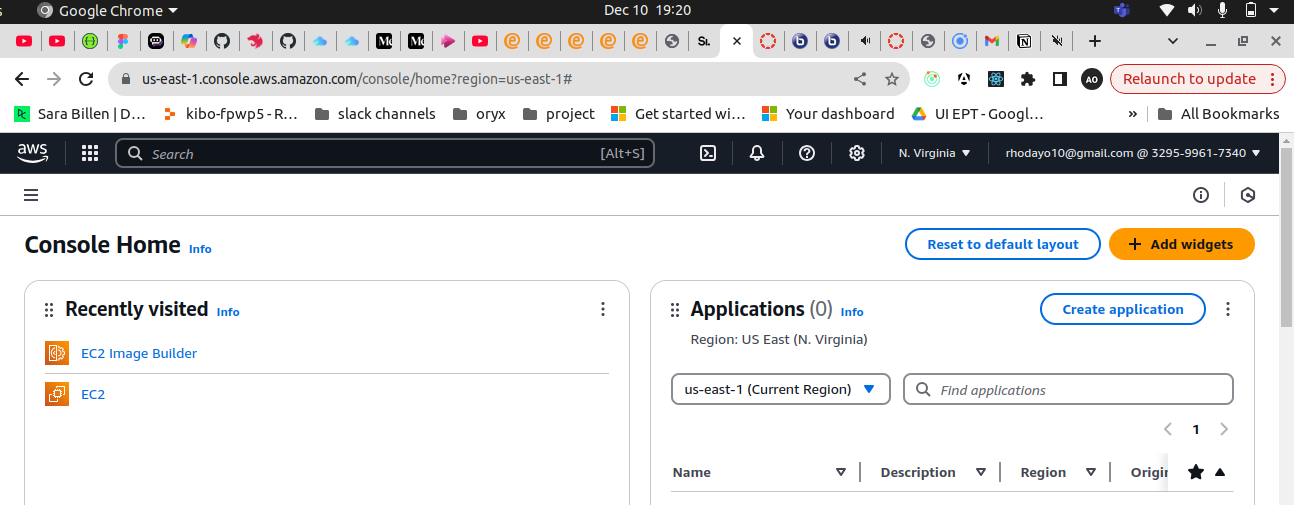 Google Chrome Dec 10 19:20
us-east-1.console.aws.amazon.com/console/home?region=us-east-1# AO Relaunch to update
Sara Billen | D… kibo-fpwp5 - R… slack channels oryx project Get started wi… Your dashboard UI EPT - Googl… » All Bookmarks
aws Search [Alt+S] N. Virginia rhodayo10@gmail.com @ 3295-9961-7340
Console Home Info Reset to default layout Add widgets
Recently visited Info
EC2 Image Builder
EC2
Applications (0) Info Create application
Region: US East (N. Virginia)
us-east-1 (Current Region) Find applications
1
Name Description Region Origin